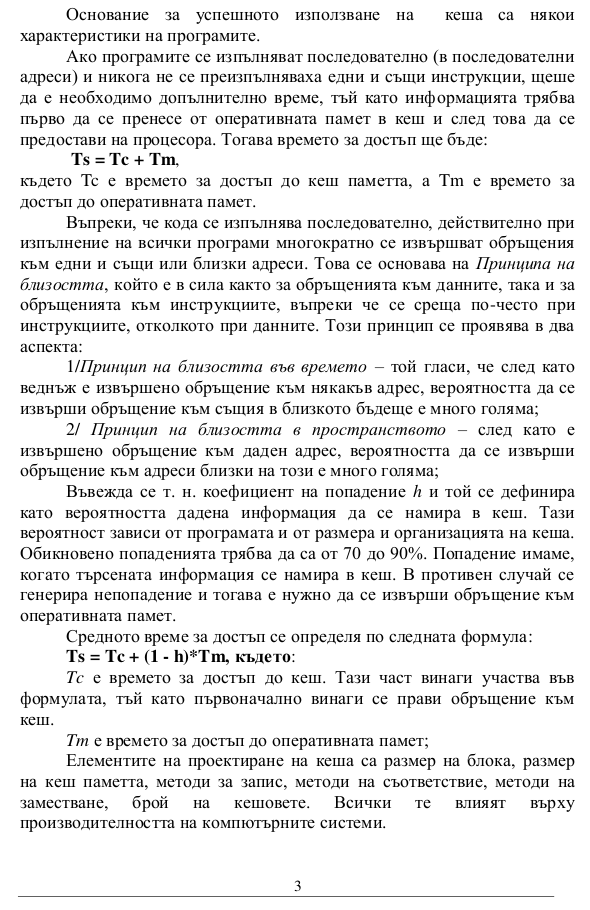 Основание за успешното използване на кеша са някои
характеристики на програмите.
Ако програмите се изпълняват последователно (в последователни
адреси) и никога не се преизпълняваха едни и същи инструкции, щеше
да е необходимо допълнително време, тъй като информацията трябва
първо да се пренесе от оперативната памет в кеш и след това да се
предостави на процесора. Тогава времето за достъп ще бъде:
Ts = Tc + Tm,
където Tc е времето за достъп до кеш паметта, а Tm е времето за
достъп до оперативната памет.
Въпреки, че кода се изпълнява последователно, действително при
изпълнение на всички програми многократно се извършват обръщения
към едни и същи или близки адреси. Това се основава на Принципа на
близостта, който е в сила както за обръщенията към данните, така и за
обръщенията към инструкциите, въпреки че се среща по-често при
инструкциите, отколкото при данните. Този принцип се проявява в два
аспекта:
1/Принцип на близостта във времето – той гласи, че след като
веднъж е извършено обръщение към някакъв адрес, вероятността да се
извърши обръщение към същия в близкото бъдеще е много голяма;
2/ Принцип на близостта в пространството – след като е
извършено обръщение към даден адрес, вероятността да се извърши
обръщение към адреси близки на този е много голяма;
Въвежда се т. н. коефициент на попадение h и той се дефинира
като вероятността дадена информация да се намира в кеш. Тази
вероятност зависи от програмата и от размера и организацията на кеша.
Обикновено попаденията трябва да са от 70 до 90%. Попадение имаме,
когато търсената информация се намира в кеш. В противен случай се
генерира непопадение и тогава е нужно да се извърши обръщение към
оперативната памет.
Средното време за достъп се определя по следната формула:
Ts = Tc + (1 - h)*Tm, където:
Tc е времето за достъп до кеш. Тази част винаги участва във
формулата, тъй като първоначално винаги се прави обръщение към
кеш.
Tm е времето за достъп до оперативната памет;
Елементите на проектиране на кеша са размер на блока, размер
на кеш паметта, методи за запис, методи на съответствие, методи на
заместване, брой на кешовете. Всички те влияят върху
производителността на компютърните системи.
3